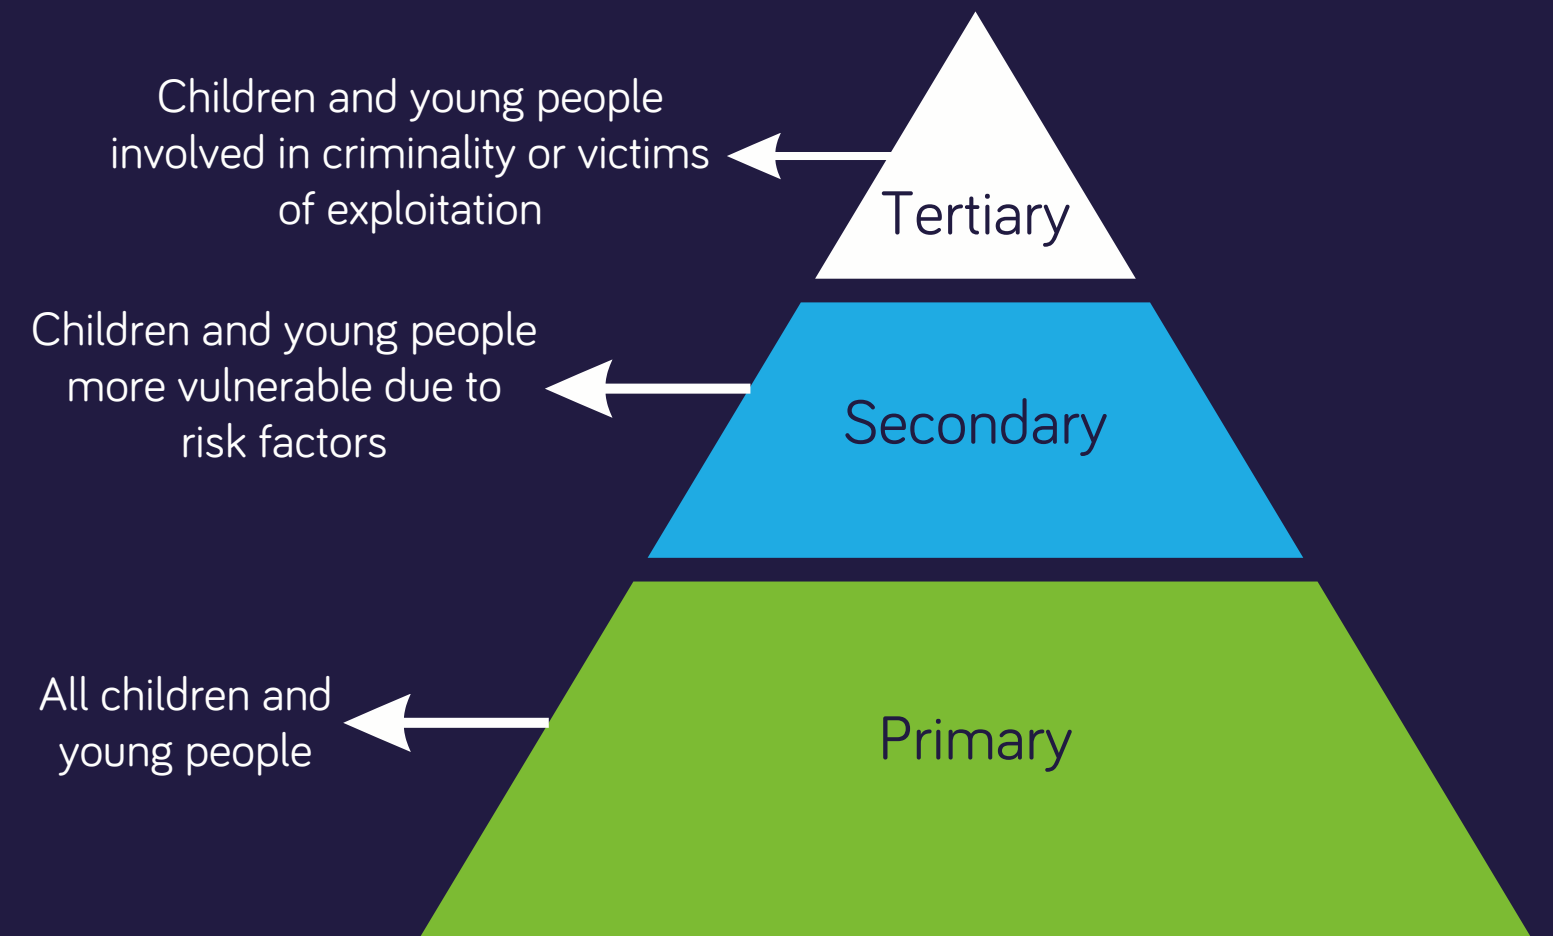 Children and young people
involved in criminality or victims
of exploitation
Tertiary
Children and young people
more vulnerable due to
risk factors
Secondary
All children and
young people
Primary